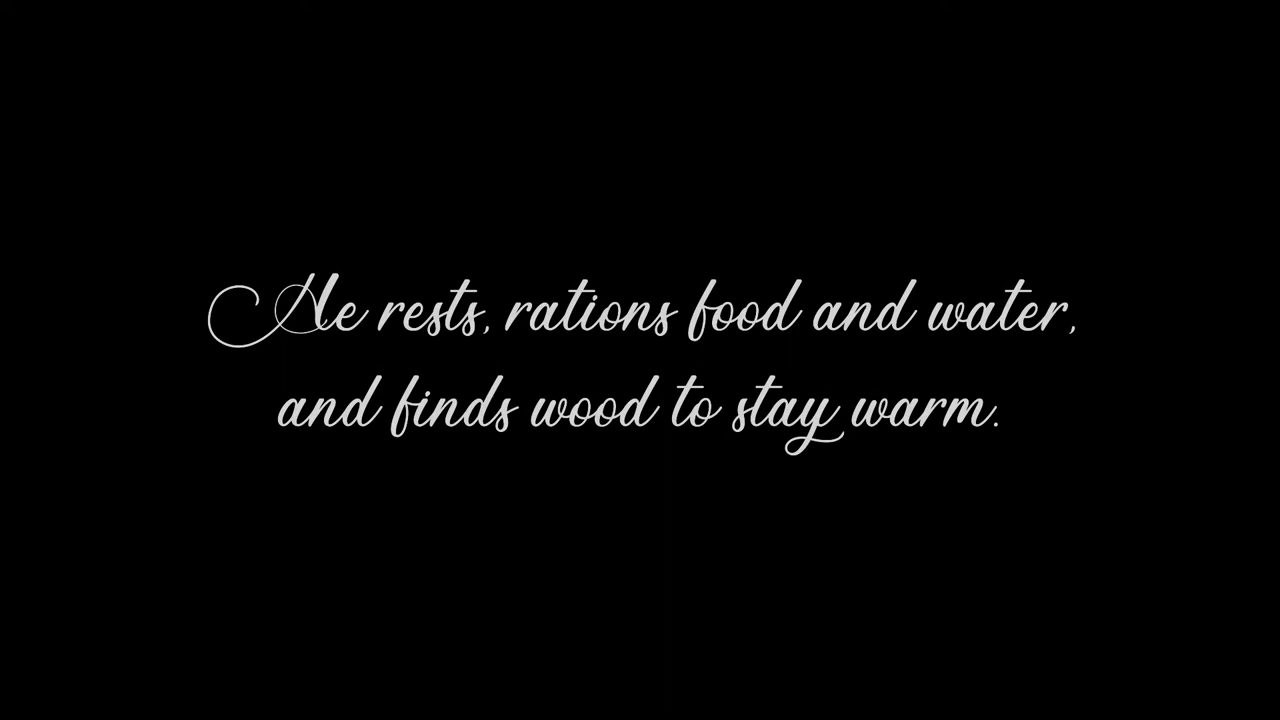 He rests, rations food and water,
and finds wood to stay warm.